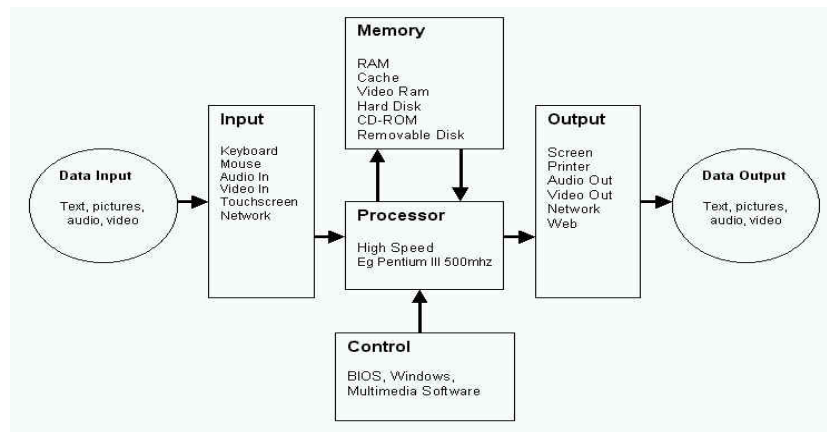 Data Input
Text, pictures,
audio, video
Input
Keyboard
Mouse
Audio In
Video In
Touchscreen
Network
Memory
RAM
Cache
Video Ram
Hard Disk
CD-ROM
Removable Disk
Processor
High Speed
Eg Pentium III 500mhz
Control
BIOS, Windows,
Multimedia Software
Output
Screen
Printer
Audio Out
Video Out
Network
Web
Data Output
Text, pictures,
audio, video